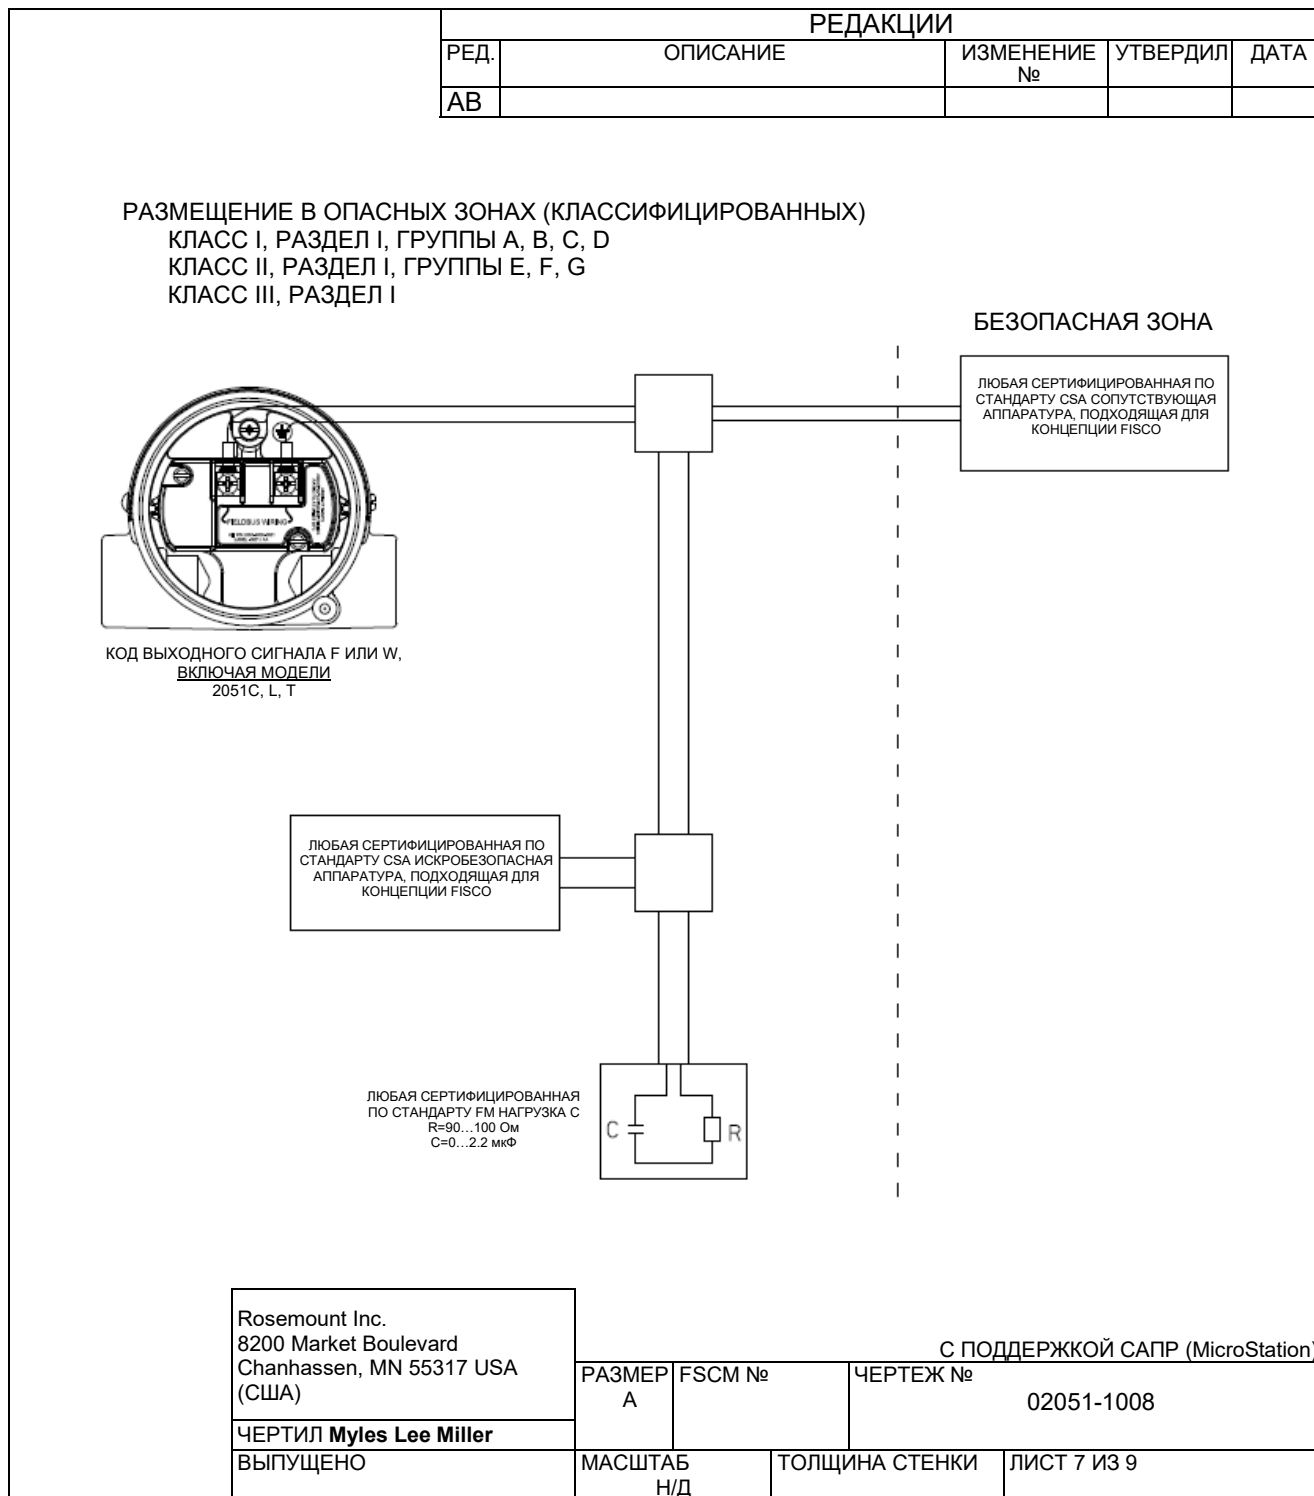 РЕДАКЦИИ
РЕД. ОПИСАНИЕ ИЗМЕНЕНИЕ № УТВЕРДИЛ ДАТА
AB
РАЗМЕЩЕНИЕ В ОПАСНЫХ ЗОНАХ (КЛАССИФИЦИРОВАННЫХ)
КЛАСС I, РАЗДЕЛ I, ГРУППЫ A, B, C, D
КЛАСС II, РАЗДЕЛ I, ГРУППЫ E, F, G
КЛАСС III, РАЗДЕЛ I
БЕЗОПАСНАЯ ЗОНА
ЛЮБАЯ СЕРТИФИЦИРОВАННАЯ ПО
СТАНДАРТУ CSA СОПУТСТВУЮЩАЯ
АППАРАТУРА, ПОДХОДЯЩАЯ ДЛЯ
КОНЦЕПЦИИ FISCO
FIELDBUS WIRING
КОД ВЫХОДНОГО СИГНАЛА F ИЛИ W,
ВКЛЮЧАЯ МОДЕЛИ
2051C, L, T
ЛЮБАЯ СЕРТИФИЦИРОВАННАЯ ПО
СТАНДАРТУ CSA ИСКРОБЕЗОПАСНАЯ
АППАРАТУРА, ПОДХОДЯЩАЯ ДЛЯ
КОНЦЕПЦИИ FISCO
ЛЮБАЯ СЕРТИФИЦИРОВАННАЯ
ПО СТАНДАРТУ FM НАГРУЗКА С
R=90…100 Ом
C=0…2.2 мкФ
C R
Rosemount Inc.
8200 Market Boulevard
Chanhassen, MN 55317 USA
(США)
С ПОДДЕРЖКОЙ САПР (MicroStation)
РАЗМЕР FSCM № ЧЕРТЕЖ №
A 02051-1008
ЧЕРТИЛ Myles Lee Miller
ВЫПУЩЕНО МАСШТАБ ТОЛЩИНА СТЕНКИ ЛИСТ 7 ИЗ 9
Н/Д